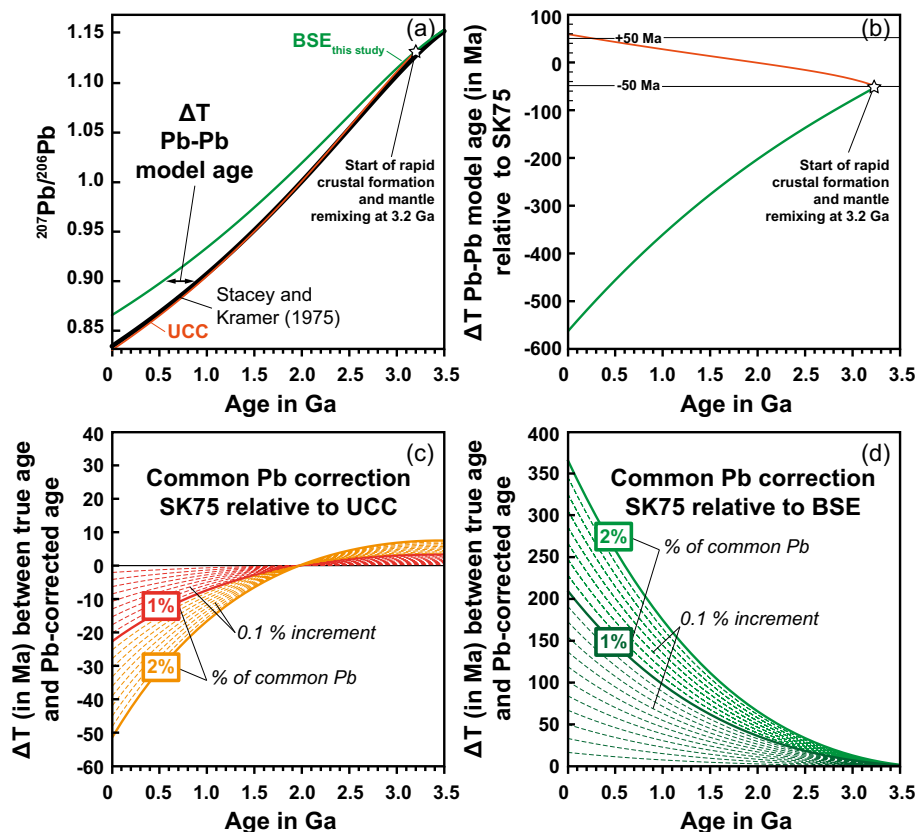 (a)
1.15
1.10
1.05
1.0
0.95
0.90
0.85
207Pb/206Pb
BSE this study
ΔT
Pb-Pb
model age
Start of rapid
crustal formation
and mantle
remixing at 3.2 Ga
Stacey and
Kramer (1975)
UCC
0 0.5 1.0 1.5 2.0 2.5 3.0 3.5
Age in Ga
(b)
100
0
-100
-200
-300
-400
-500
-600
ΔT Pb-Pb model age (in Ma)
relative to SK75
+50 Ma
-50 Ma
Start of rapid
crustal formation
and mantle
remixing at 3.2 Ga
0 0.5 1.0 1.5 2.0 2.5 3.0 3.5
Age in Ga
(c)
40
30
20
10
0
-10
-20
-30
-40
-50
-60
ΔT (in Ma) between true age
and Pb-corrected age
Common Pb correction
SK75 relative to UCC
1%
0.1 % increment
2%
% of common Pb
0 0.5 1.0 1.5 2.0 2.5 3.0 3.5
Age in Ga
(d)
400
350
300
250
200
150
100
50
0
ΔT (in Ma) between true age
and Pb-corrected age
Common Pb correction
SK75 relative to BSE
2%
% of common Pb
0.1 % increment
1%
0 0.5 1.0 1.5 2.0 2.5 3.0 3.5
Age in Ga